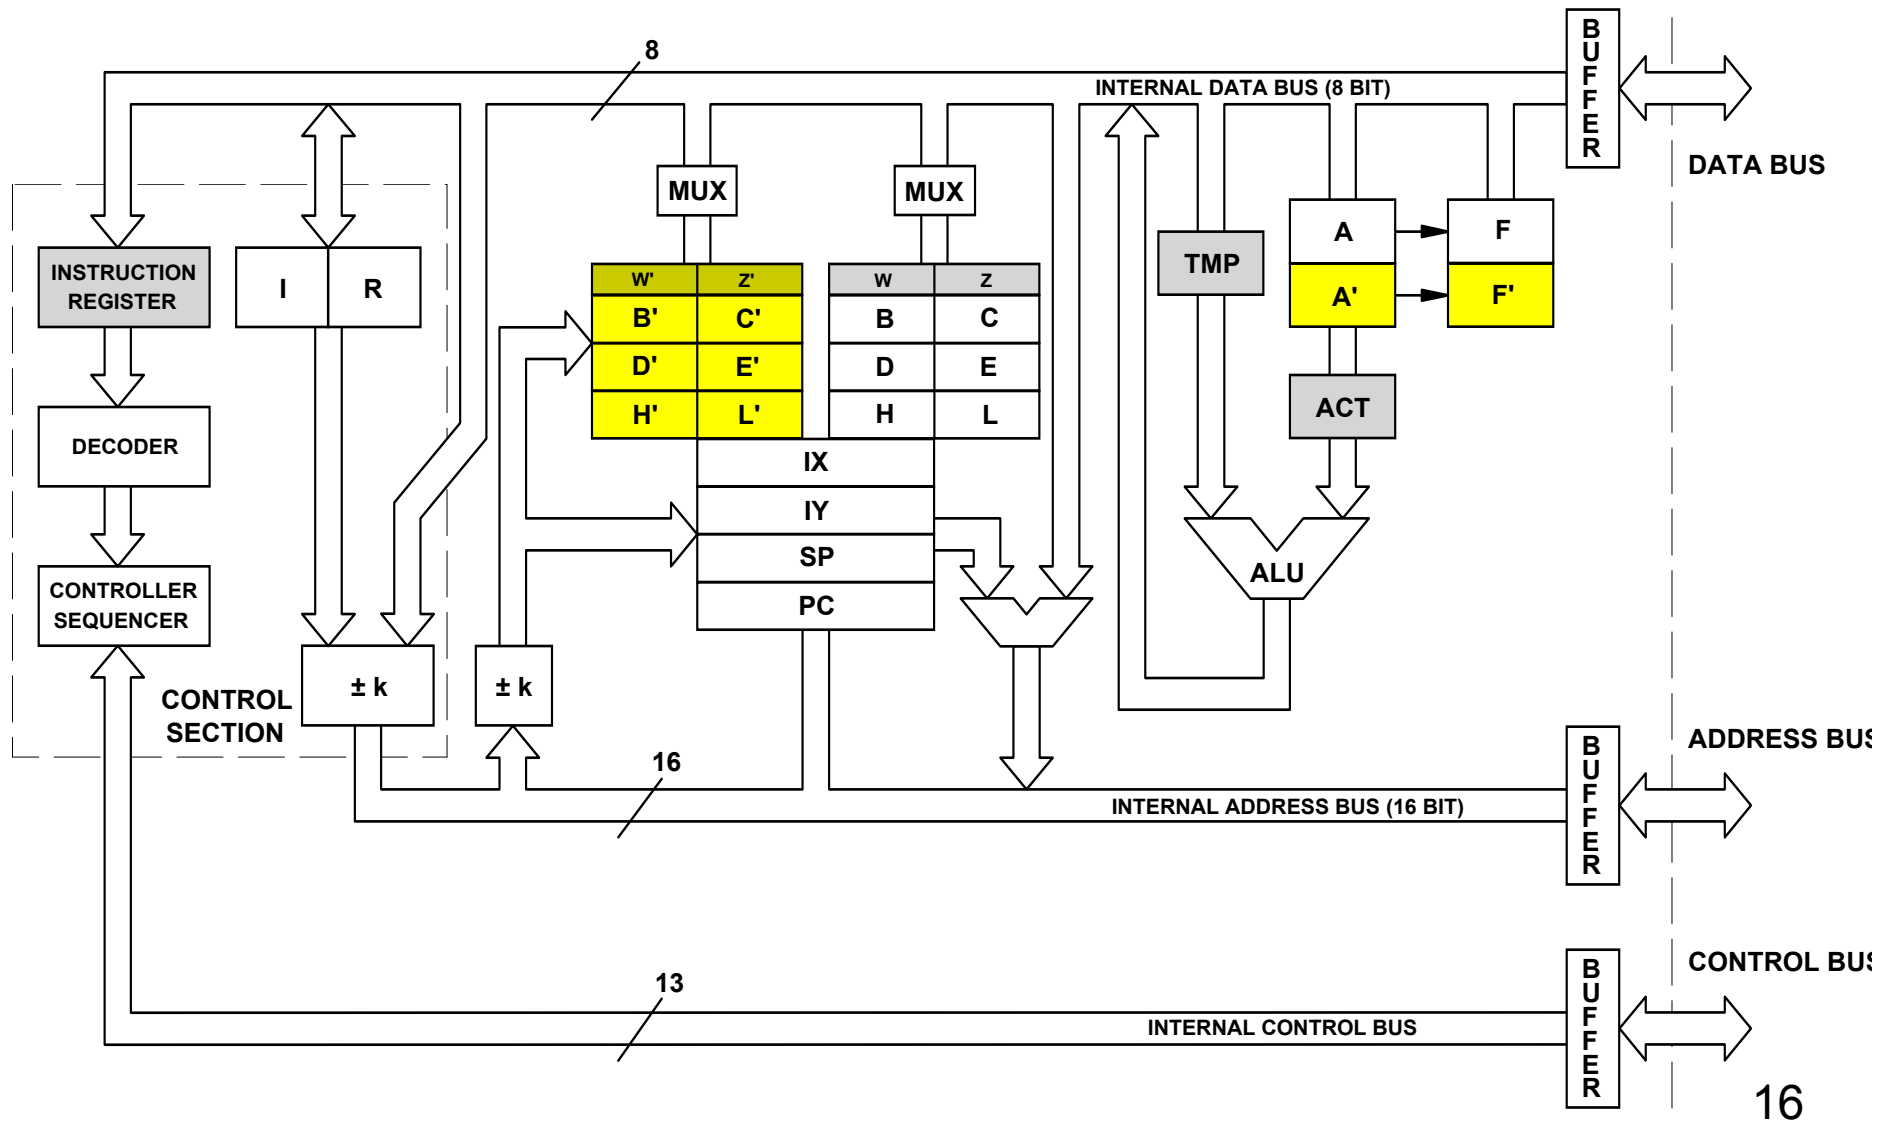 8
INTERNAL DATA BUS (8 BIT)
BUFFER
DATA BUS
MUX
MUX
INSTRUCTION
REGISTER
I
R
W'
Z'
W
Z
B'
C'
B
C
D'
E'
D
E
H'
L'
H
L
TMP
A
F
A'
F'
ACT
DECODER
IX
IY
SP
PC
ALU
CONTROLLER
SEQUENCER
± k
± k
CONTROL
SECTION
16
INTERNAL ADDRESS BUS (16 BIT)
BUFFER
ADDRESS BUS
13
INTERNAL CONTROL BUS
BUFFER
CONTROL BUS
16